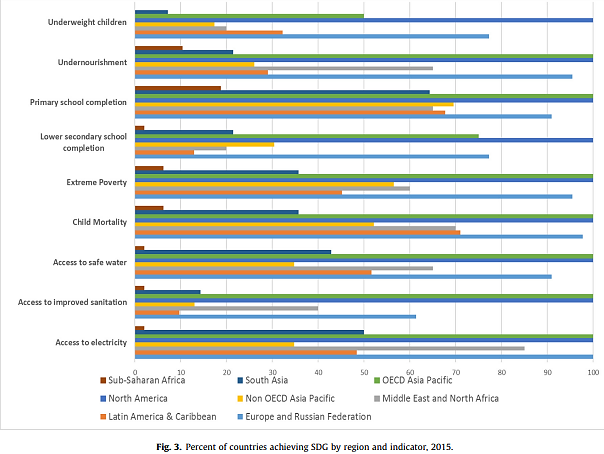 Underweight children
Undernourishment
Primary school completion
Lower secondary school
completion
Extreme Poverty
Child Mortality
Access to safe water
Access to improved sanitation
Access to electricity
0 10 20 30 40 50 60 70 80 90 100
Sub-Saharan Africa South Asia OECD Asia Pacific
North America Non OECD Asia Pacific Middle East and North Africa
Latin America & Caribbean Europe and Russian Federation
Fig. 3. Percent of countries achieving SDG by region and indicator, 2015.